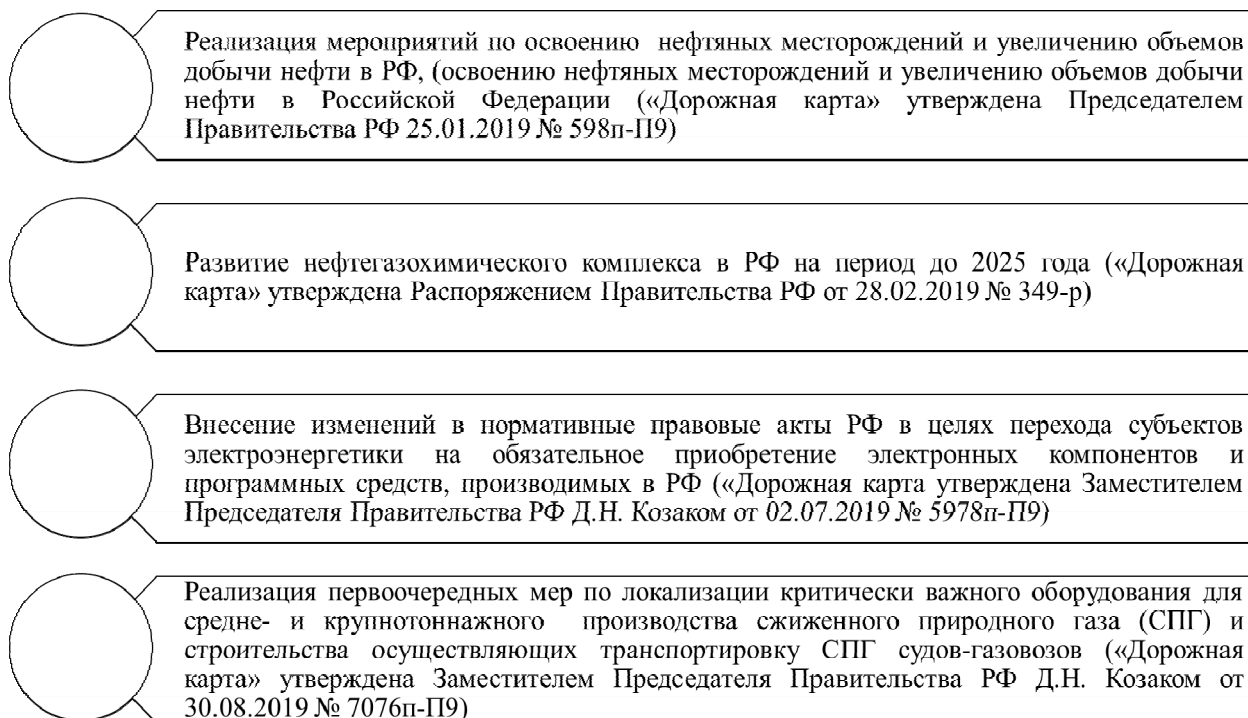 Реализация мероприятий по освоению нефтяных месторождений и увеличению объемов
добычи нефти в РФ, (освоению нефтяных месторождений и увеличению объемов добычи
нефти в Российской Федерации («Дорожная карта» утверждена Председателем
Правительства РФ 25.01.2019 № 598п-П9)
Развитие нефтегазохимического комплекса в РФ на период до 2025 года («Дорожная
карта» утверждена Распоряжением Правительства РФ от 28.02.2019 № 349-р)
Внесение изменений в нормативные правовые акты РФ в целях перехода субъектов
электроэнергетики на обязательное приобретение электронных компонентов и
программных средств, производимых в РФ («Дорожная карта утверждена Заместителем
Председателя Правительства РФ Д.Н. Козаком от 02.07.2019 № 5978п-П9)
Реализация первоочередных мер по локализации критически важного оборудования для
средне- и крупнотоннажного производства сжиженного природного газа (СПГ) и
строительства осуществляющих транспортировку СПГ судов-газовозов («Дорожная
карта» утверждена Заместителем Председателя Правительства РФ Д.Н. Козаком от
30.08.2019 № 7076п-П9)